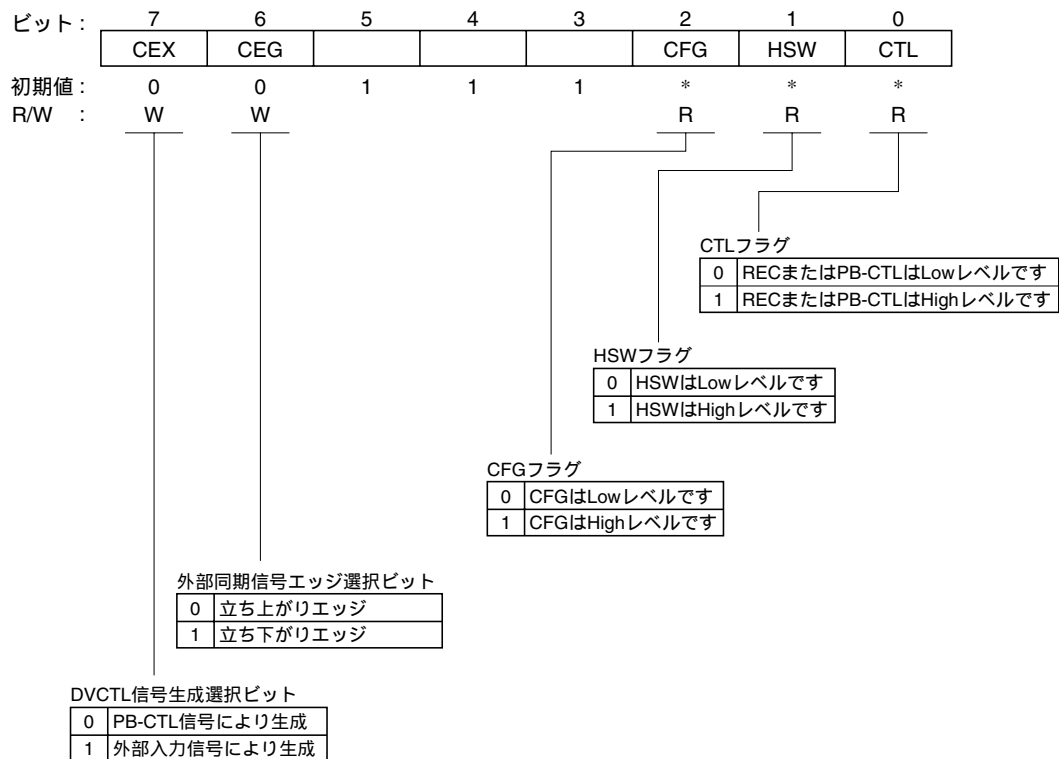 ビット: 7 6 5 4 3 2 1 0
CEX CEG CFG HSW CTL
初期値: 0 0 1 1 1 * * *
R/W : W W R R R
CTLフラグ
0 RECまたはPB-CTLはLowレベルです
1 RECまたはPB-CTLはHighレベルです
HSWフラグ
0 HSWはLowレベルです
1 HSWはHighレベルです
CFGフラグ
0 CFGはLowレベルです
1 CFGはHighレベルです
外部同期信号エッジ選択ビット
0 立ち上がりエッジ
1 立ち下がりエッジ
DVCTL信号生成選択ビット
0 PB-CTL信号により生成
1 外部入力信号により生成